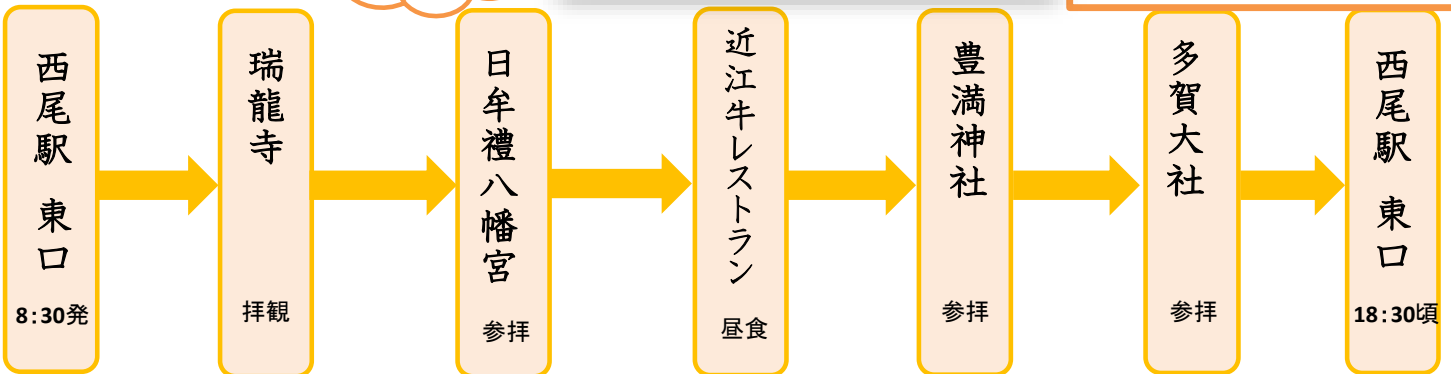 西尾駅 東口
8:30発
瑞龍寺
拝観
日牟禮八幡宮
参拝
近江牛レストラン
昼食
豊満神社
参拝
多賀大社
参拝
西尾駅 東口
18:30頃